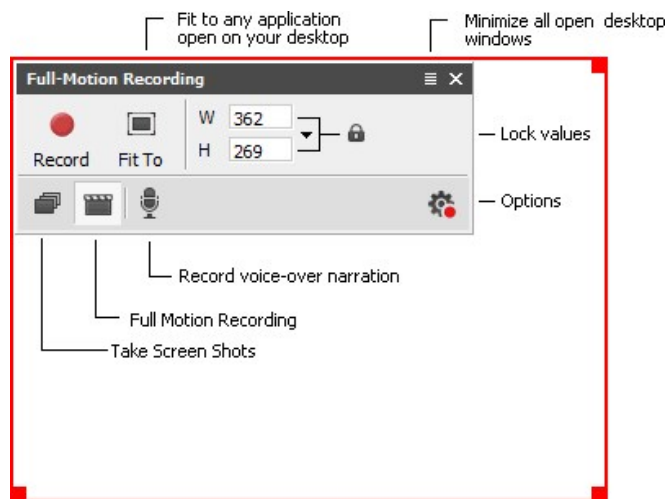 Fit to any application
open on your desktop
Minimize all open desktop
windows
Full-Motion Recording
W 362
H 269
Record Fit To
Lock values
Options
Record voice-over narration
Full Motion Recording
Take Screen Shots